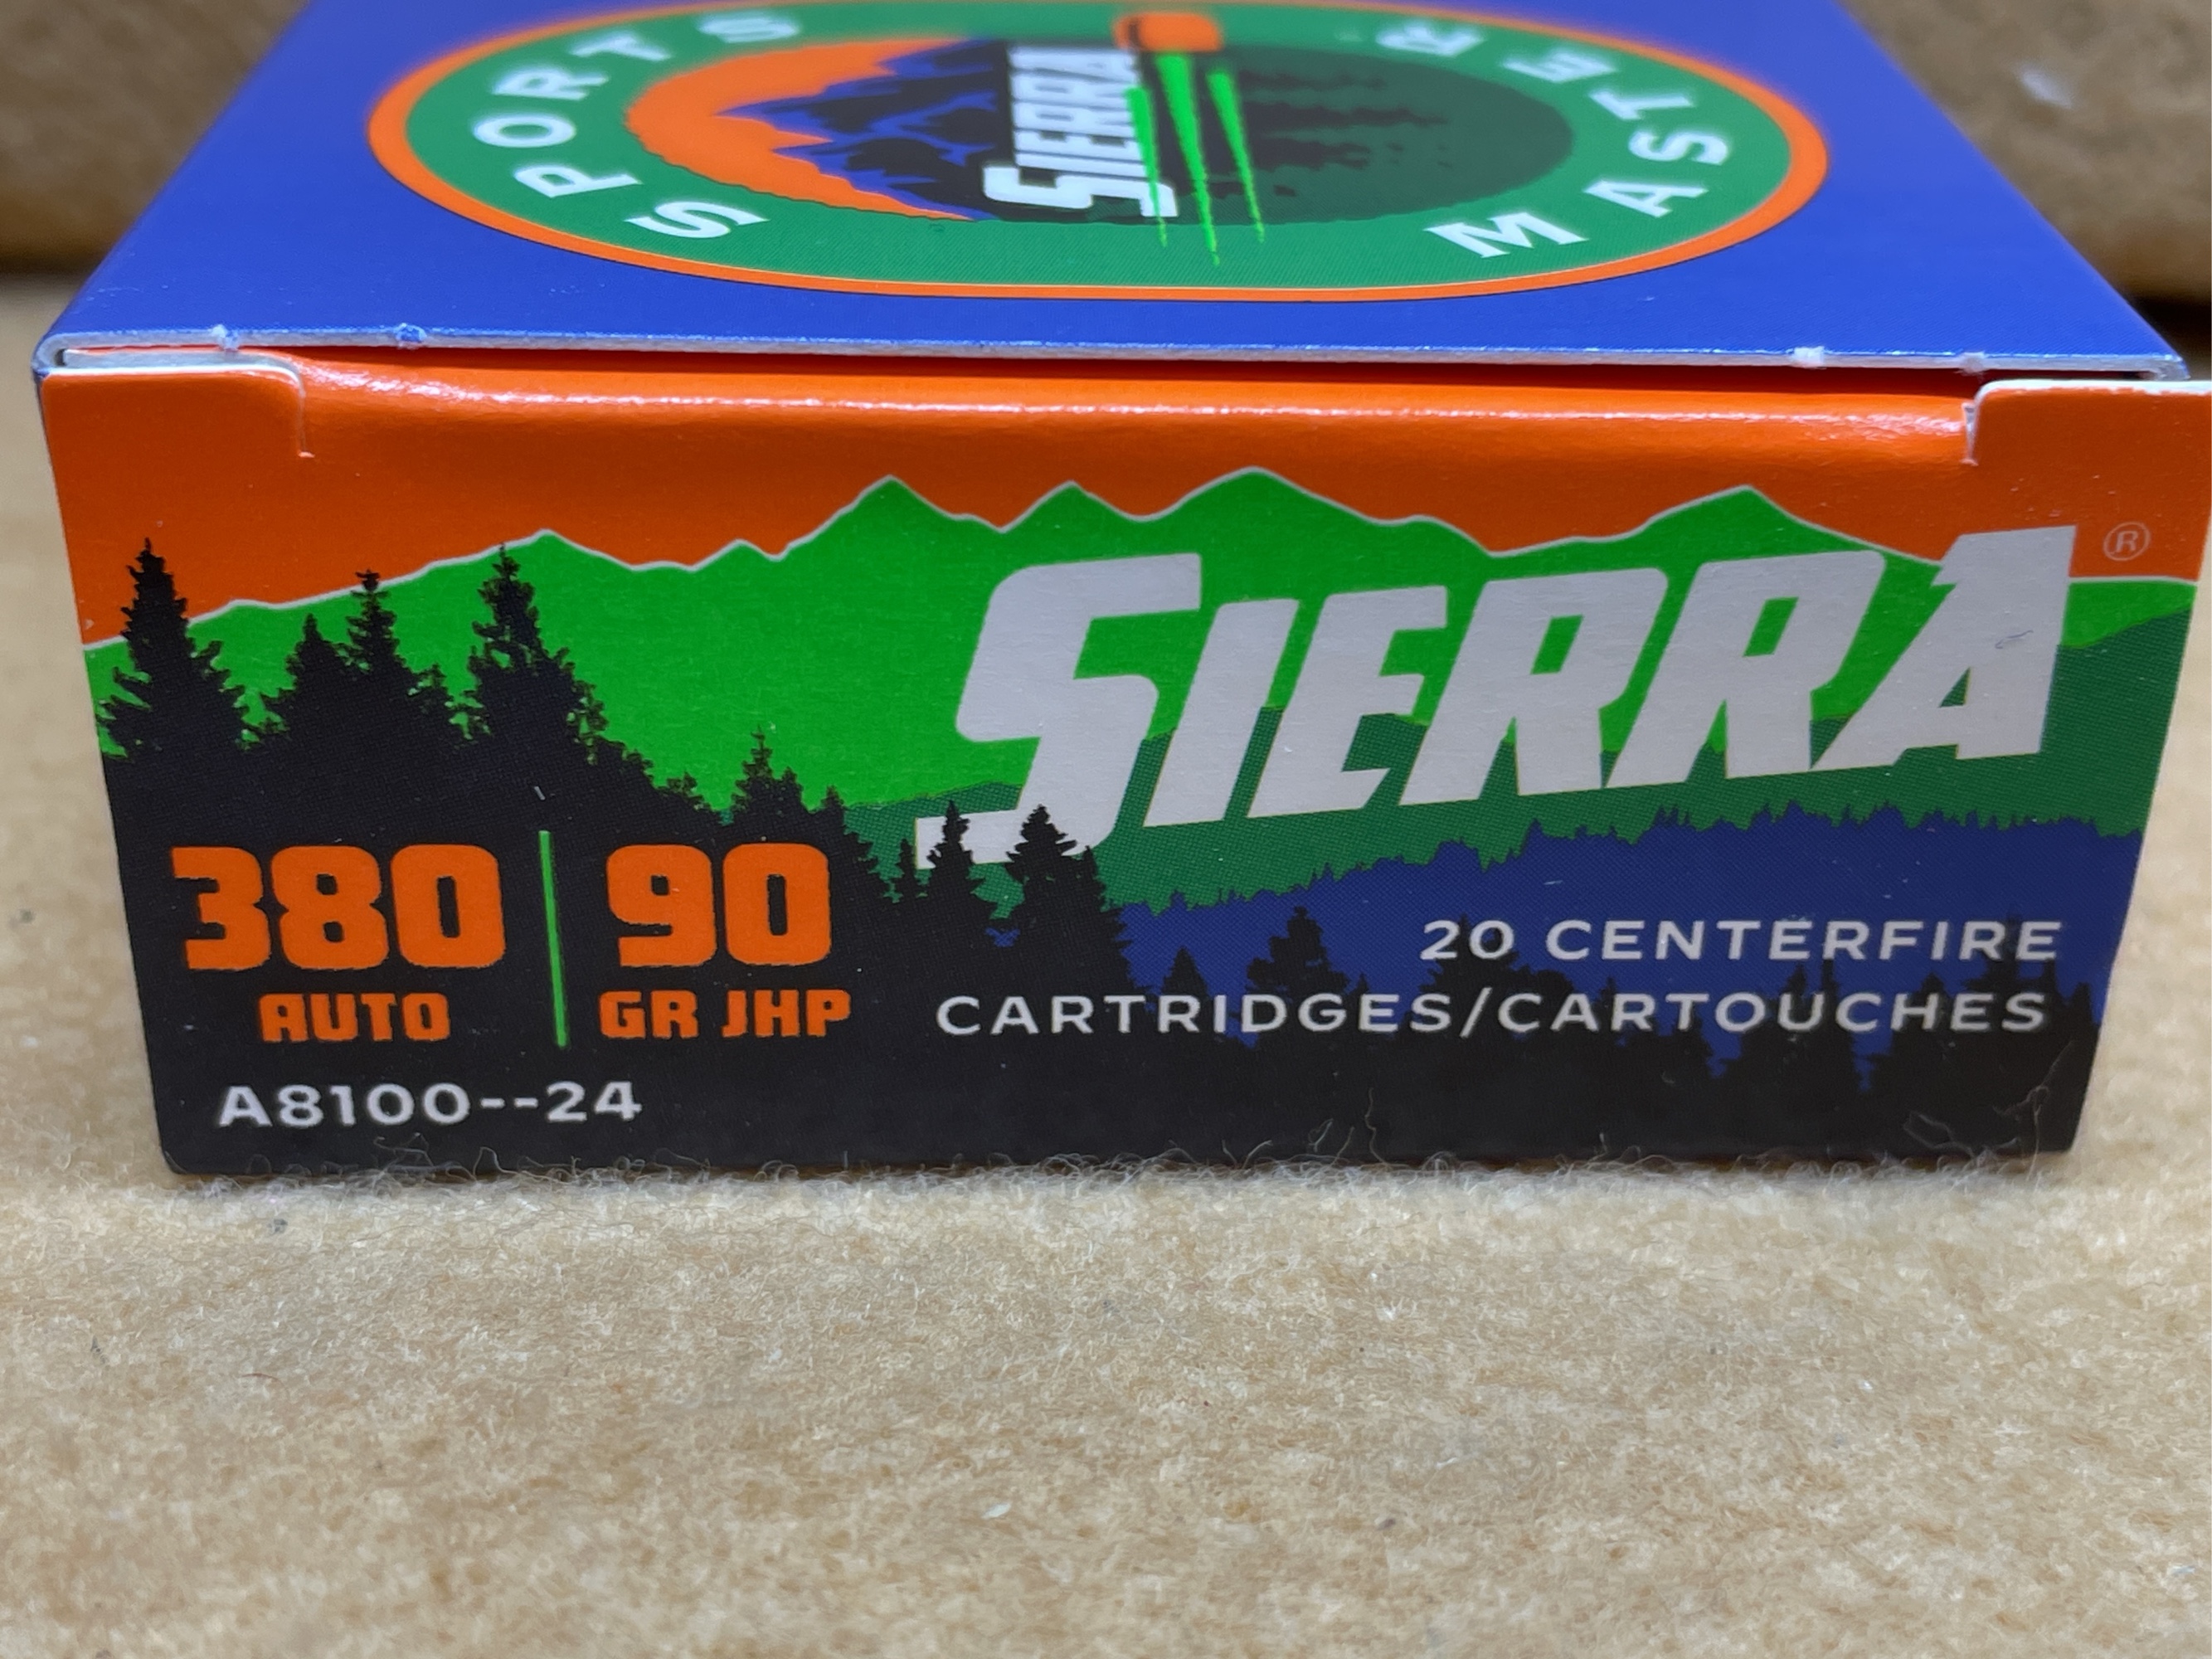 SPORTS
MASTER
SIERRA
SIERRA®
380
AUTO
90
GR JHP
20 CENTERFIRE
CARTRIDGES/CARTOUCHES
A8100--24